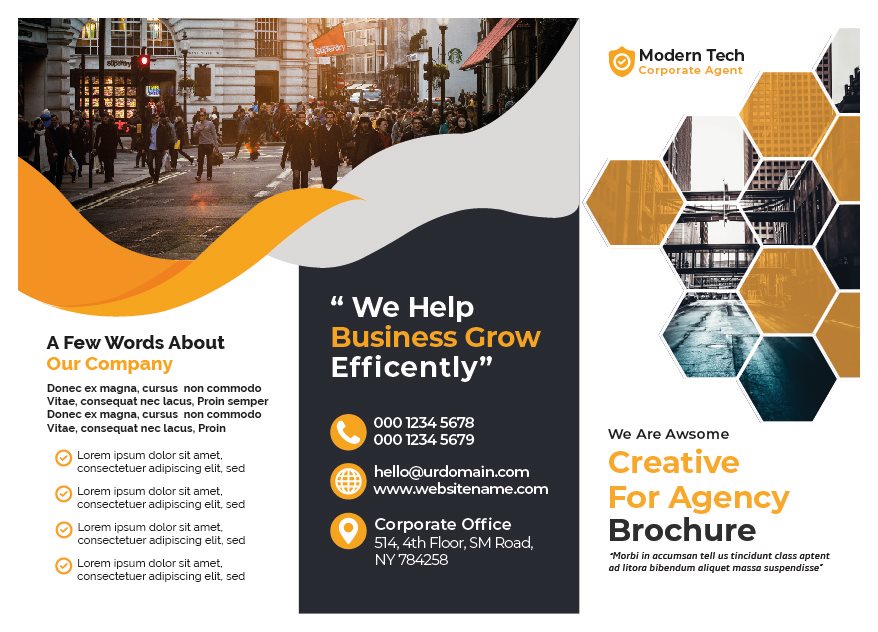 Superdry
A Few Words About
Our Company
Donec ex magna, cursus  non commodo
Vitae, consequat nec lacus, Proin semper
Donec ex magna, cursus  non commodo
Vitae, consequat nec lacus, Proin
Lorem ipsum dolor sit amet,
consectetuer adipiscing elit, sed
Lorem ipsum dolor sit amet,
consectetuer adipiscing elit, sed
Lorem ipsum dolor sit amet,
consectetuer adipiscing elit, sed
Lorem ipsum dolor sit amet,
consectetuer adipiscing elit, sed
“ We Help
Business Grow
Efficently”
000 1234 5678
000 1234 5679
hello@urdomain.com
www.websitename.com
Corporate Office
514, 4th Floor, SM Road,
NY 784258
Modern Tech
Corporate Agent
We Are Awsome
Creative
For Agency
Brochure
“Morbi in accumsan tell us tincidunt class aptent
ad litora bibendum aliquet massa suspendisse”